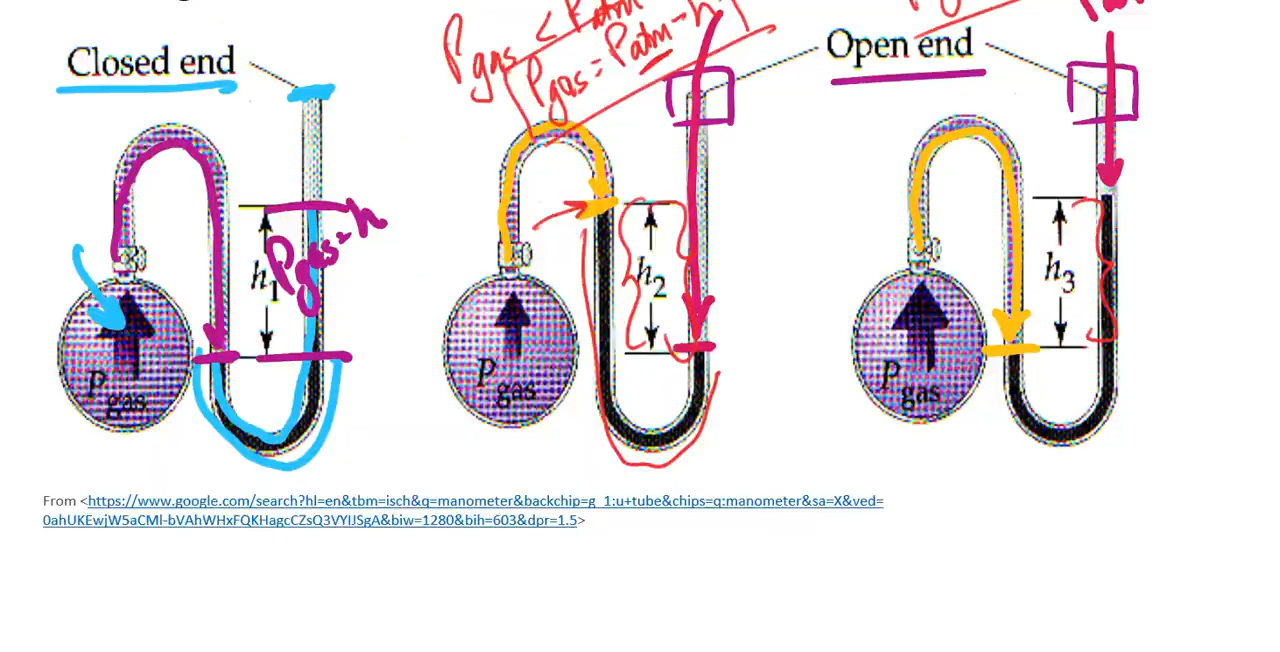 Pgas < Patm
Pgas = Patm - h
Closed end
Open end
h1
Pgas = h
h2
h3
Pgas
Pgas
Pgas
From <https://www.google.com/search?hl=en&tbm=isch&q=manometer&backchip=g_1:u+tube&chips=q:manometer&sa=X&ved=
0ahUKEwjW5aCMl-bVAhWHxFQKHagcCZsQ3VYIJSgA&biw=1280&bih=603&dpr=1.5>